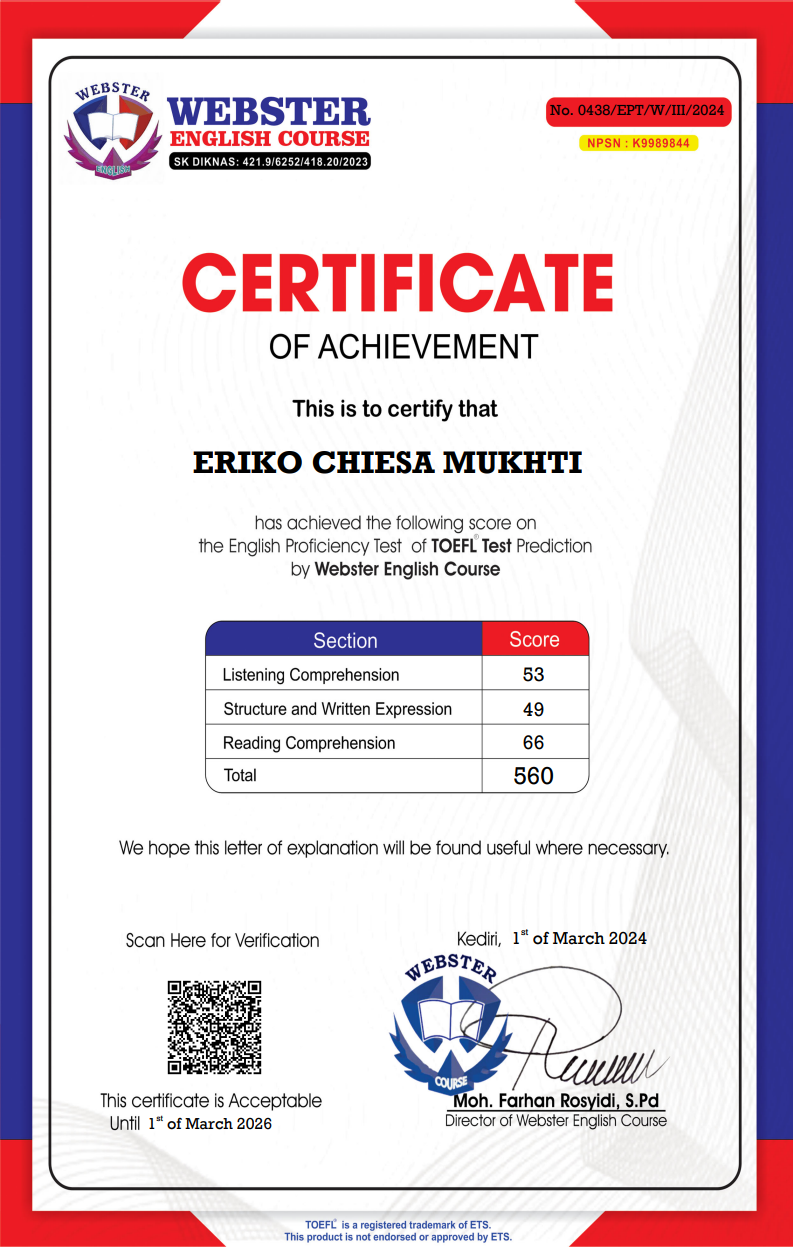 WEBSTER
ENGLISH
WEBSTER
ENGLISH COURSE
SK DIKNAS: 421.9/6252/418.20/2023
No. 0438/EPT/W/III/2024
NPSN : K9989844
CERTIFICATE
OF ACHIEVEMENT
This is to certify that
ERIKO CHIESA MUKHTI
has achieved the following score on
the English Proficiency Test of TOEFL® Test Prediction
by Webster English Course
Section Score
Listening Comprehension 53
Structure and Written Expression 49
Reading Comprehension 66
Total 560
We hope this letter of explanation will be found useful where necessary.
Scan Here for Verification
This certificate is Acceptable
Until 1st of March 2026
Kediri, 1st of March 2024
WEBSTER
COURSE
Moh. Farhan Rosyidi, S.Pd
Director of Webster English Course
TOEFL® is a registered trademark of ETS.
This product is not endorsed or approved by ETS.